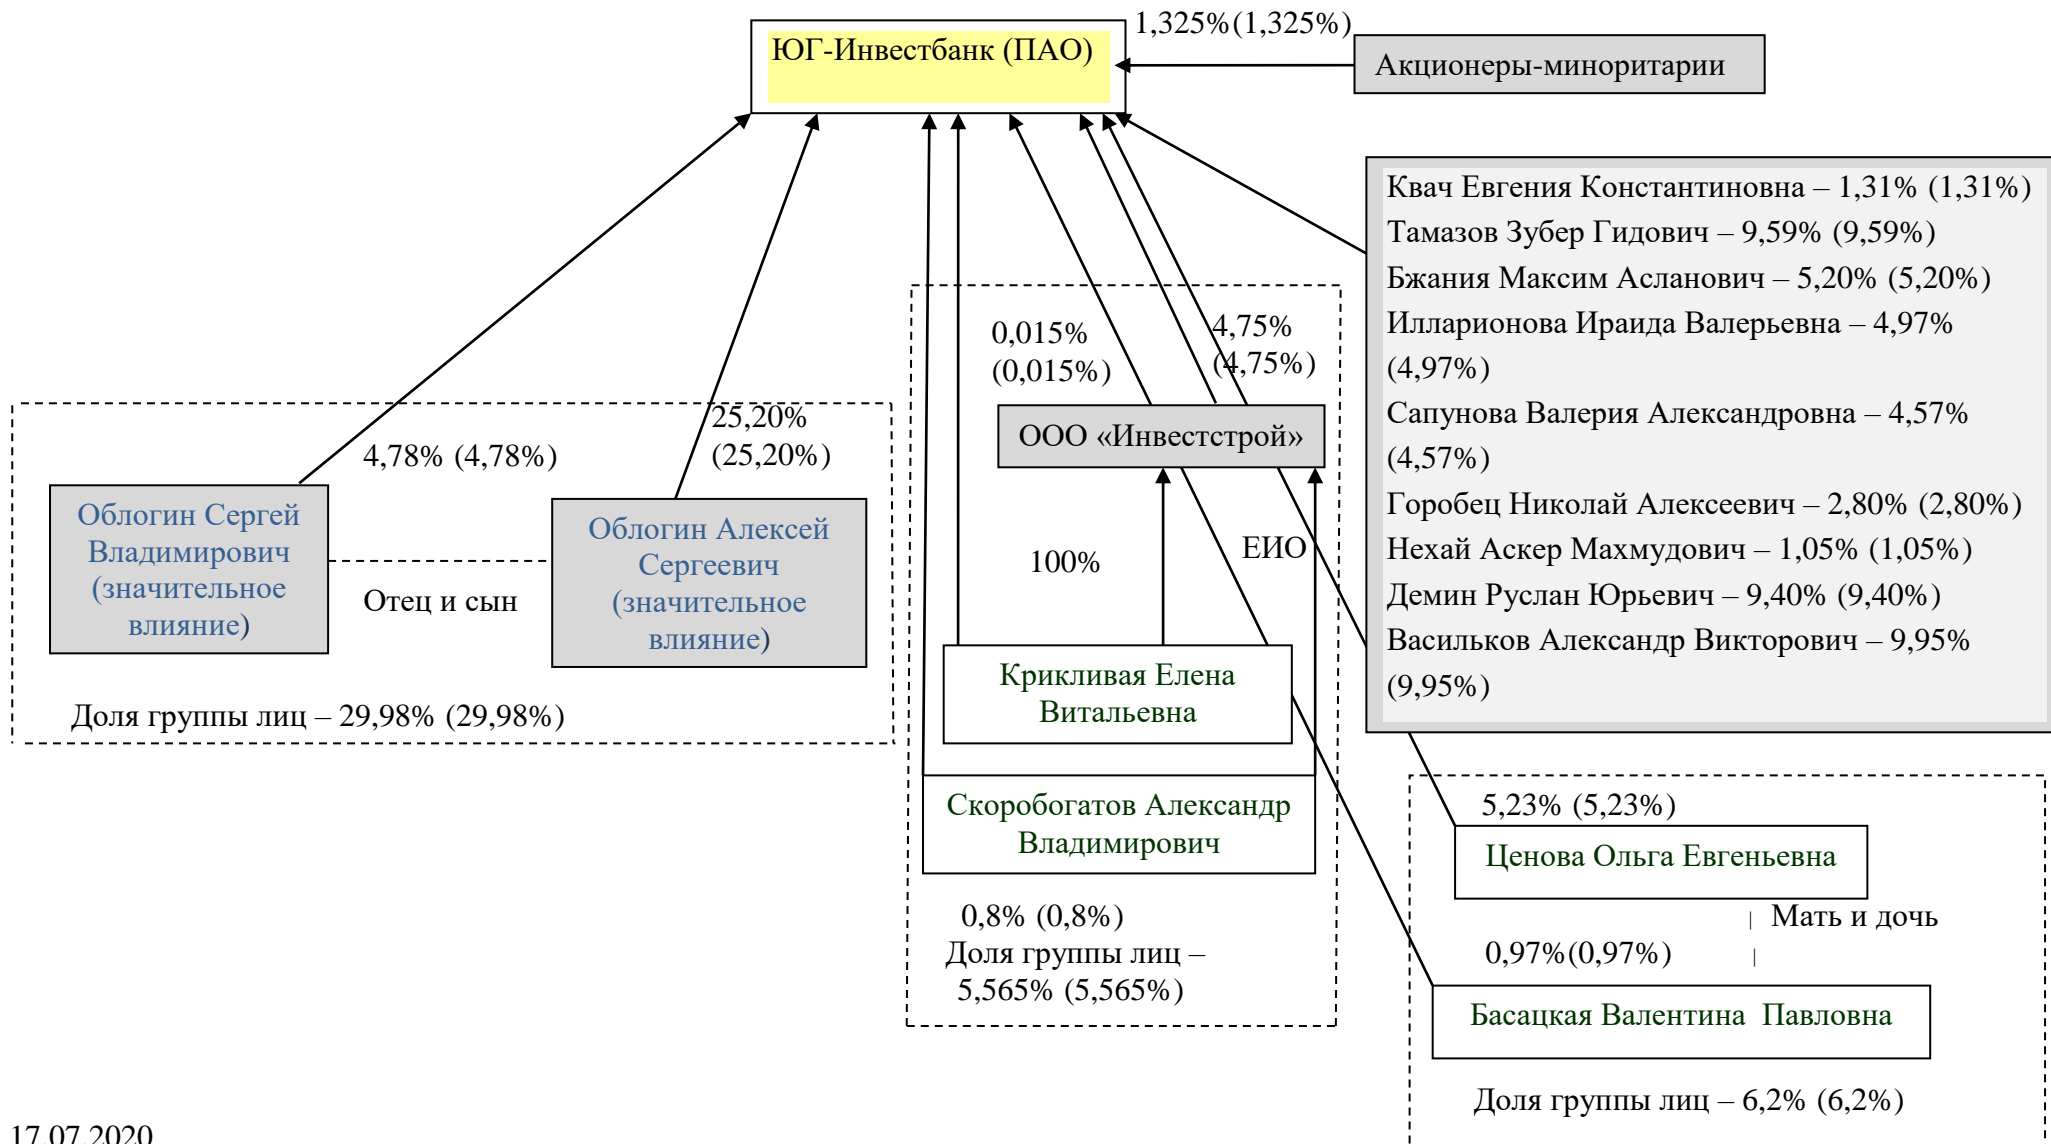 1,325%(1,325%)
ЮГ-Инвестбанк (ПАО)
Акционеры-миноритарии
Квач Евгения Константиновна – 1,31% (1,31%)
Тамазов Зубер Гидович – 9,59% (9,59%)
Бжания Максим Асланович – 5,20% (5,20%)
Илларионова Ираида Валерьевна – 4,97%
(4,97%)
Сапунова Валерия Александровна – 4,57%
(4,57%)
Горобец Николай Алексеевич – 2,80% (2,80%)
Нехай Аскер Махмудович – 1,05% (1,05%)
Демин Руслан Юрьевич – 9,40% (9,40%)
Васильков Александр Викторович – 9,95%
(9,95%)
4,78% (4,78%)
25,20%
(25,20%)
Облогин Сергей
Владимирович
(значительное
влияние)
Отец и сын
Облогин Алексей
Сергеевич
(значительное
влияние)
Доля группы лиц – 29,98% (29,98%)
0,015%
(0,015%)
4,75%
(4,75%)
ООО «Инвестстрой»
100%
ЕИО
Крикливая Елена
Витальевна
Скоробогатов Александр
Владимирович
0,8% (0,8%)
Доля группы лиц –
5,565% (5,565%)
5,23% (5,23%)
Ценова Ольга Евгеньевна
Мать и дочь
0,97%(0,97%)
Басацкая Валентина Павловна
Доля группы лиц – 6,2% (6,2%)
17.07.2020